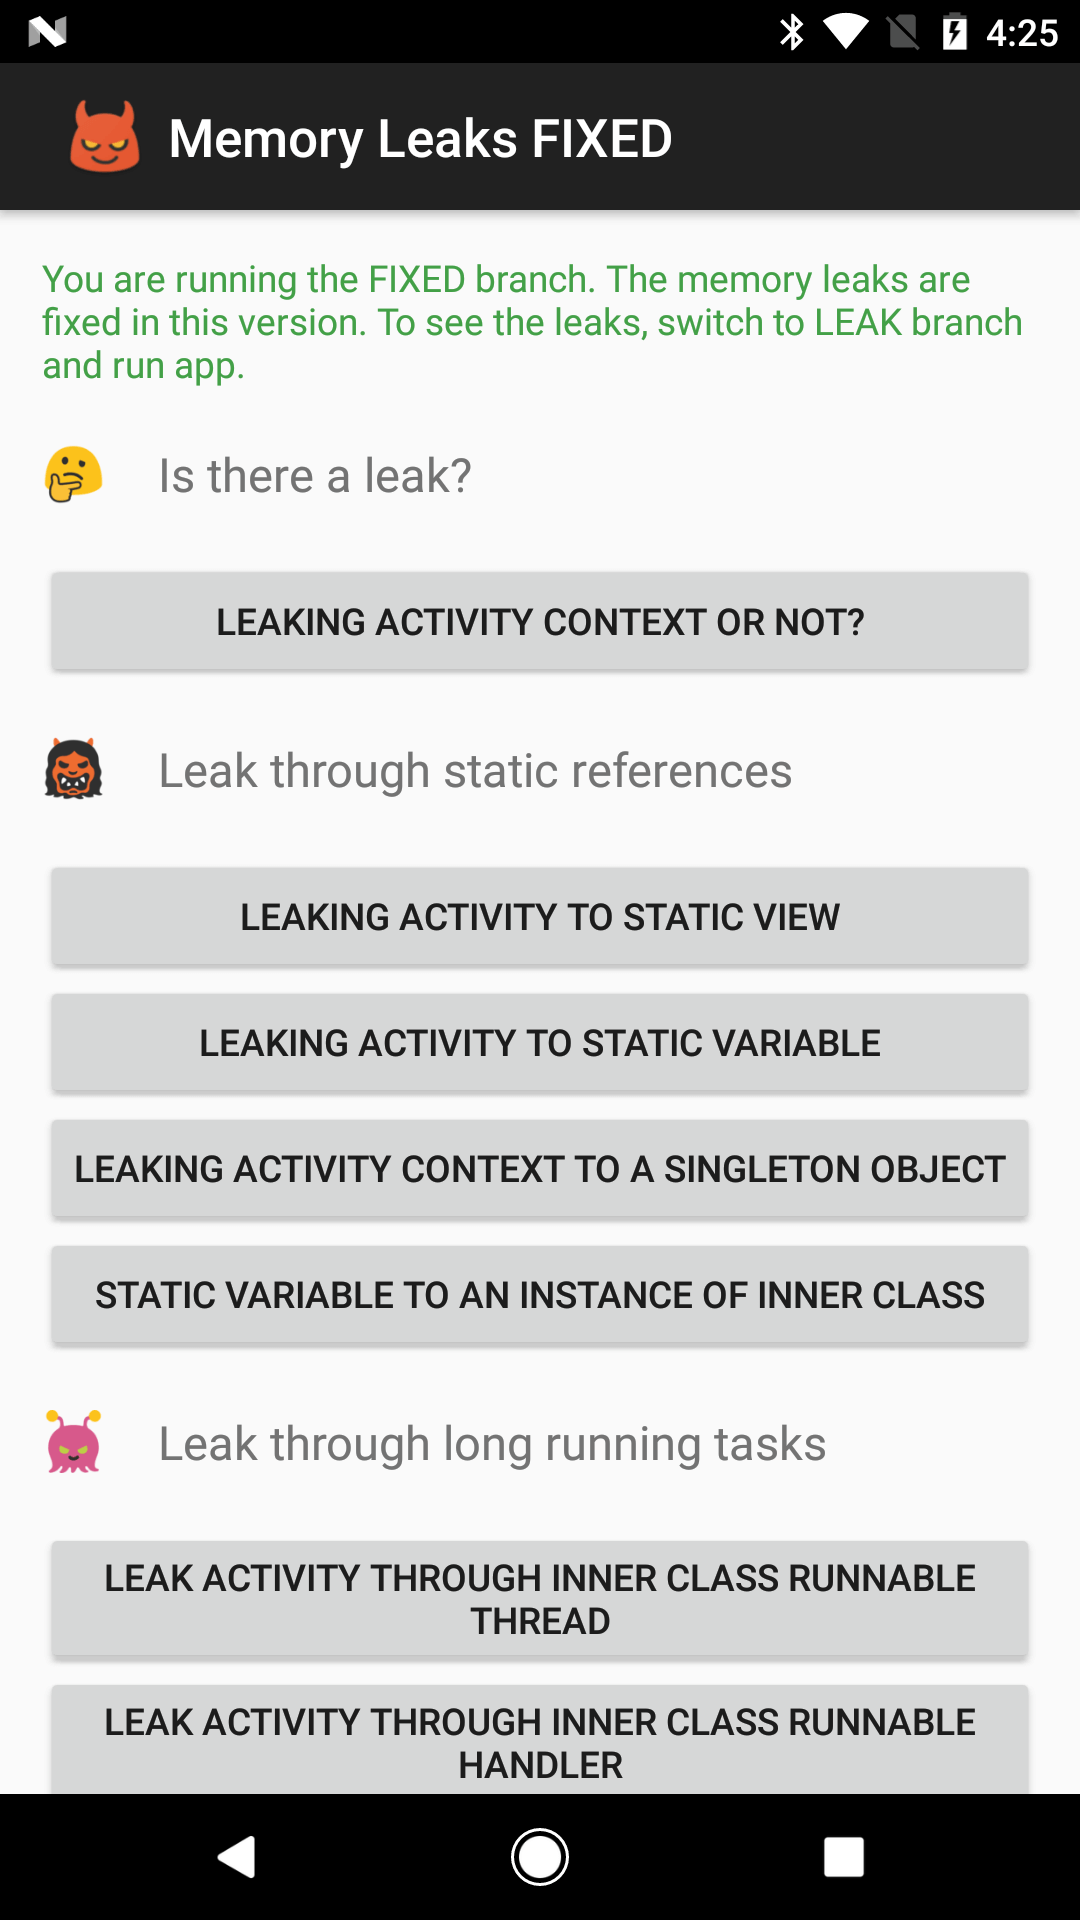 4:25
Memory Leaks FIXED
You are running the FIXED branch. The memory leaks are
fixed in this version. To see the leaks, switch to LEAK branch
and run app.
Is there a leak?
LEAKING ACTIVITY CONTEXT OR NOT?
Leak through static references
LEAKING ACTIVITY TO STATIC VIEW
LEAKING ACTIVITY TO STATIC VARIABLE
LEAKING ACTIVITY CONTEXT TO A SINGLETON OBJECT
STATIC VARIABLE TO AN INSTANCE OF INNER CLASS
Leak through long running tasks
LEAK ACTIVITY THROUGH INNER CLASS RUNNABLE
THREAD
LEAK ACTIVITY THROUGH INNER CLASS RUNNABLE
HANDLER